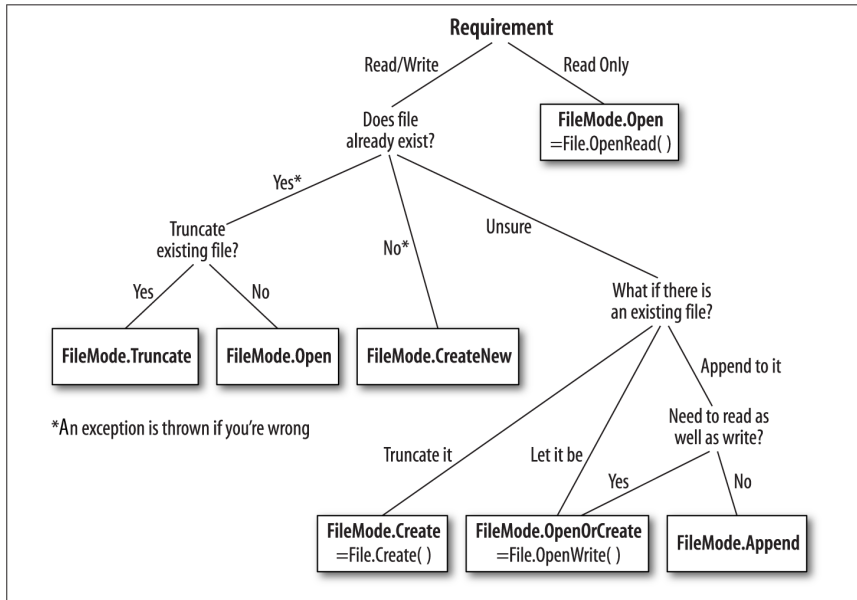 Requirement
Read/Write
Read Only
Does file
already exist?
FileMode.Open
=File.OpenRead( )
Yes*
No*
Unsure
Truncate
existing file?
Yes
No
What if there is
an existing file?
FileMode.Truncate
FileMode.Open
FileMode.CreateNew
Append to it
*An exception is thrown if you're wrong
Need to read as
well as write?
Truncate it
Let it be
Yes
No
FileMode.Create
=File.Create( )
FileMode.OpenOrCreate
=File.OpenWrite( )
FileMode.Append